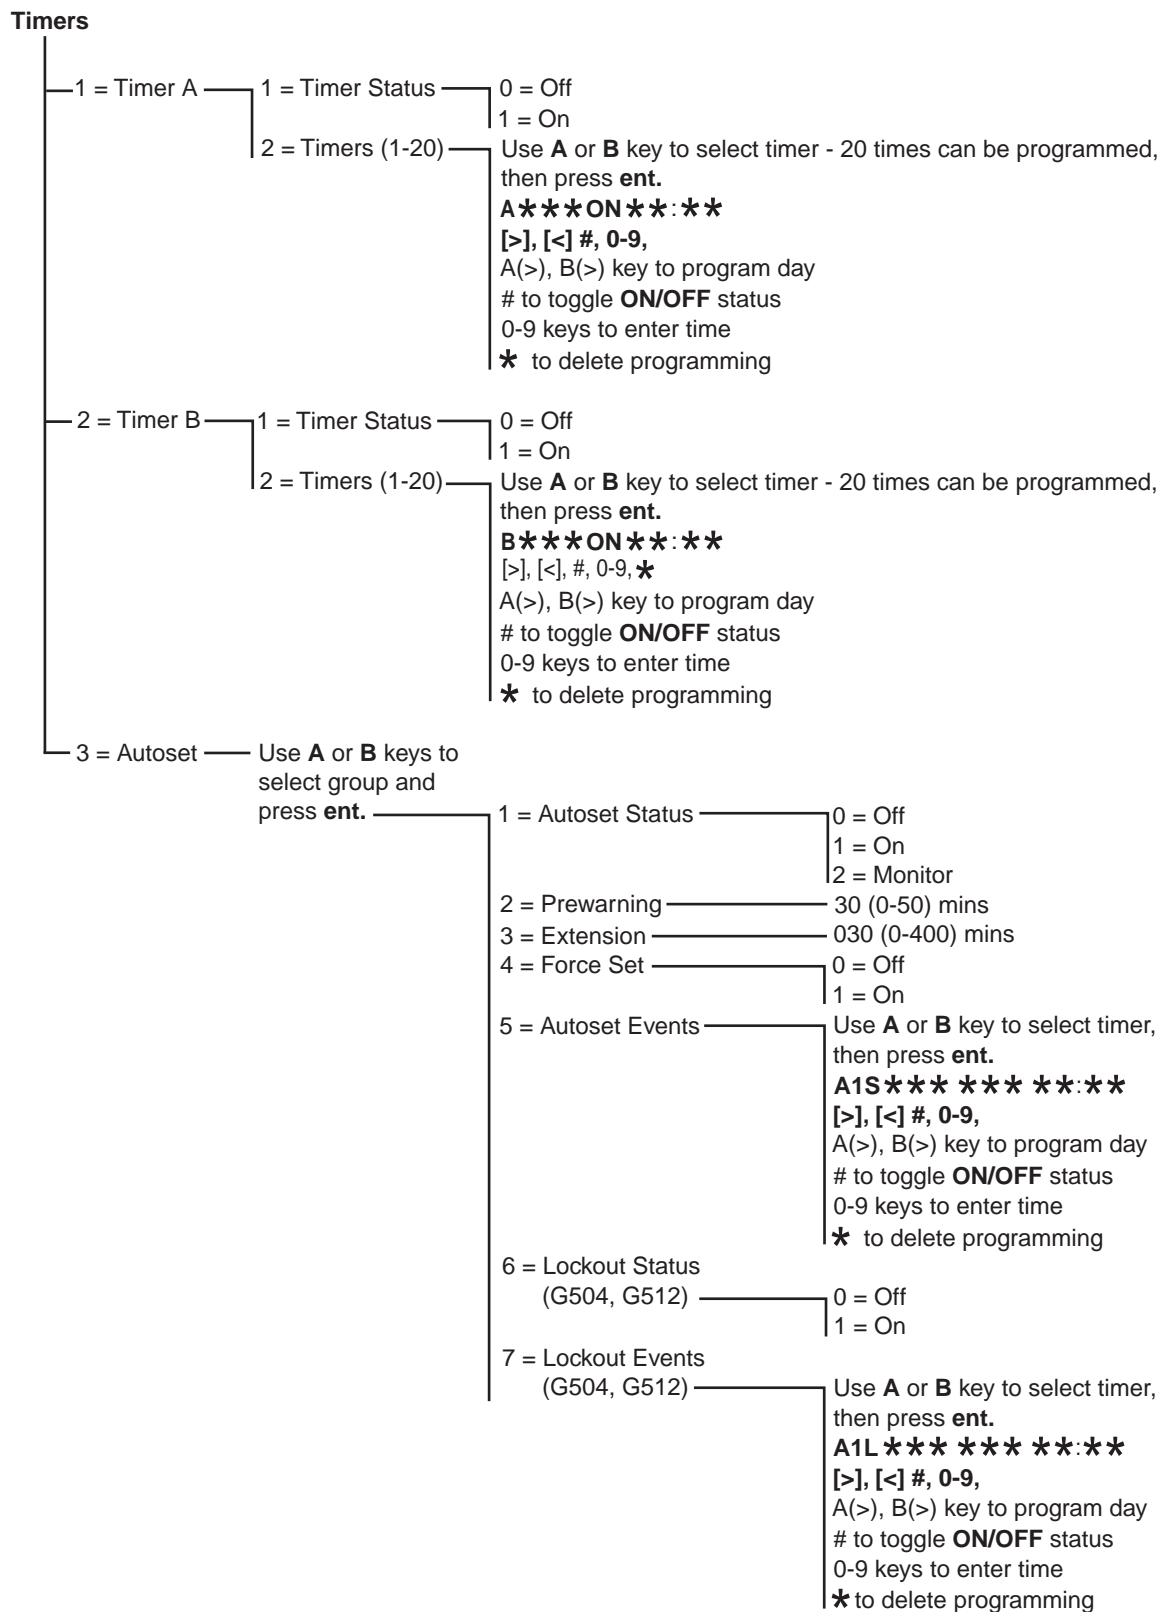 Timers
1 = Timer A
1 = Timer Status
0 = Off
1 = On
2 = Timers (1-20)
Use A or B key to select timer - 20 times can be programmed,
then press ent.
A***ON**:**
[>], [<] #, 0-9,
A(>), B(>) key to program day
# to toggle ON/OFF status
0-9 keys to enter time
* to delete programming
2 = Timer B
1 = Timer Status
0 = Off
1 = On
2 = Timers (1-20)
Use A or B key to select timer - 20 times can be programmed,
then press ent.
B***ON**:**
[>], [<], #, 0-9,*
A(>), B(>) key to program day
# to toggle ON/OFF status
0-9 keys to enter time
* to delete programming
3 = Autoset
Use A or B keys to
select group and
press ent.
1 = Autoset Status
0 = Off
1 = On
2 = Monitor
2 = Prewarning
30 (0-50) mins
3 = Extension
030 (0-400) mins
4 = Force Set
0 = Off
1 = On
5 = Autoset Events
Use A or B key to select timer,
then press ent.
A1S*** *** **:**
[>], [<] #, 0-9,
A(>), B(>) key to program day
# to toggle ON/OFF status
0-9 keys to enter time
* to delete programming
6 = Lockout Status
(G504, G512)
0 = Off
1 = On
7 = Lockout Events
(G504, G512)
Use A or B key to select timer,
then press ent.
A1L*** *** **:**
[>], [<] #, 0-9,
A(>), B(>) key to program day
# to toggle ON/OFF status
0-9 keys to enter time
* to delete programming